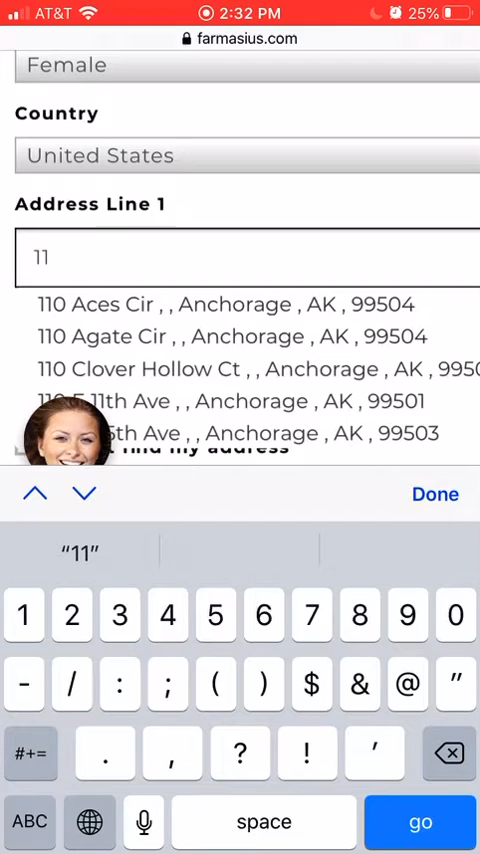 AT&T 2:32 PM 25%
farmasius.com
Female
Country
United States
Address Line 1
11
110 Aces Cir , , Anchorage , AK , 99504
110 Agate Cir , , Anchorage , AK , 99504
110 Clover Hollow Ct , , Anchorage , AK , 9950
110 E 11th Ave , , Anchorage , AK , 99501
5th Ave , , Anchorage , AK , 99503
t find my address
Done
“11”
1 2 3 4 5 6 7 8 9 0
- / : ; ( ) $ & @ "
#+= . , ? ! ’
ABC space go